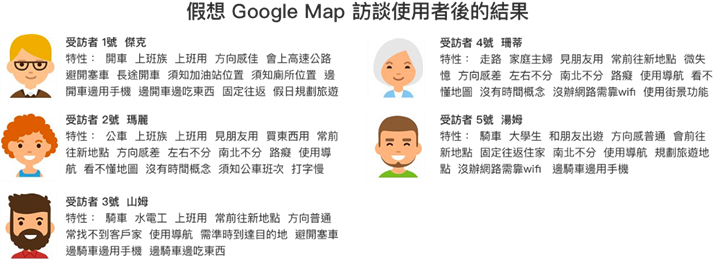 假想 Google Map 訪談使用者後的結果
受訪者 1號 傑克
特性： 開車 上班族 上班用 方向感佳 會上高速公路
避開塞車 長途開車 須知加油站位置 須知廁所位置 邊
開車邊用手機 邊開車邊吃東西 固定往返 假日規劃旅遊
受訪者 2號 瑪麗
特性： 公車 上班族 上班用 見朋友用 買東西用 常前
往新地點 方向感差 左右不分 南北不分 路癡 使用導
航 看不懂地圖 沒有時間概念 須知公車班次 打字慢
受訪者 3號 山姆
特性： 騎車 水電工 上班用 常前往新地點 方向普通
常找不到客戶家 使用導航 需準時到達目的地 避開塞車
邊騎車邊用手機 邊騎車邊吃東西
受訪者 4號 珊蒂
特性： 走路 家庭主婦 見朋友用 常前往新地點 微失
憶 方向感差 左右不分 南北不分 路癡 使用導航 看不
懂地圖 沒有時間概念 沒辦網路需靠wifi 使用街景功能
受訪者 5號 湯姆
特性： 騎車 大學生 和朋友出遊 方向感普通 會前往
新地點 固定往返住家 南北不分 使用導航 規劃旅遊地
點 沒辦網路需靠wifi 邊騎車邊用手機